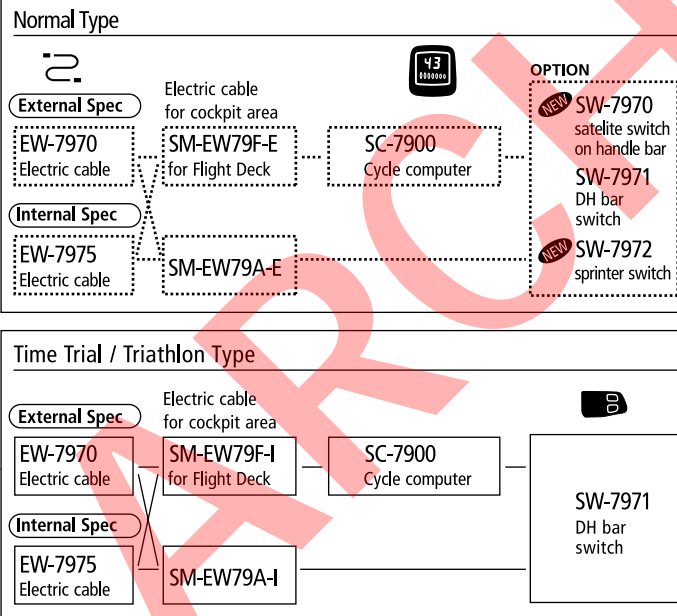 Normal Type
43
0000000
OPTION
External Spec
Electric cable
for cockpit area
EW-7970
Electric cable
SM-EW79F-E
for Flight Deck
SC-7900
Cycle computer
NEW SW-7970
satelite switch
on handle bar
SW-7971
DH bar
switch
Internal Spec
EW-7975
Electric cable
SM-EW79A-E
NEW SW-7972
sprinter switch
Time Trial / Triathlon Type
External Spec
Electric cable
for cockpit area
EW-7970
Electric cable
SM-EW79F-I
for Flight Deck
SC-7900
Cycle computer
SW-7971
DH bar
switch
Internal Spec
EW-7975
Electric cable
SM-EW79A-I
ARCH